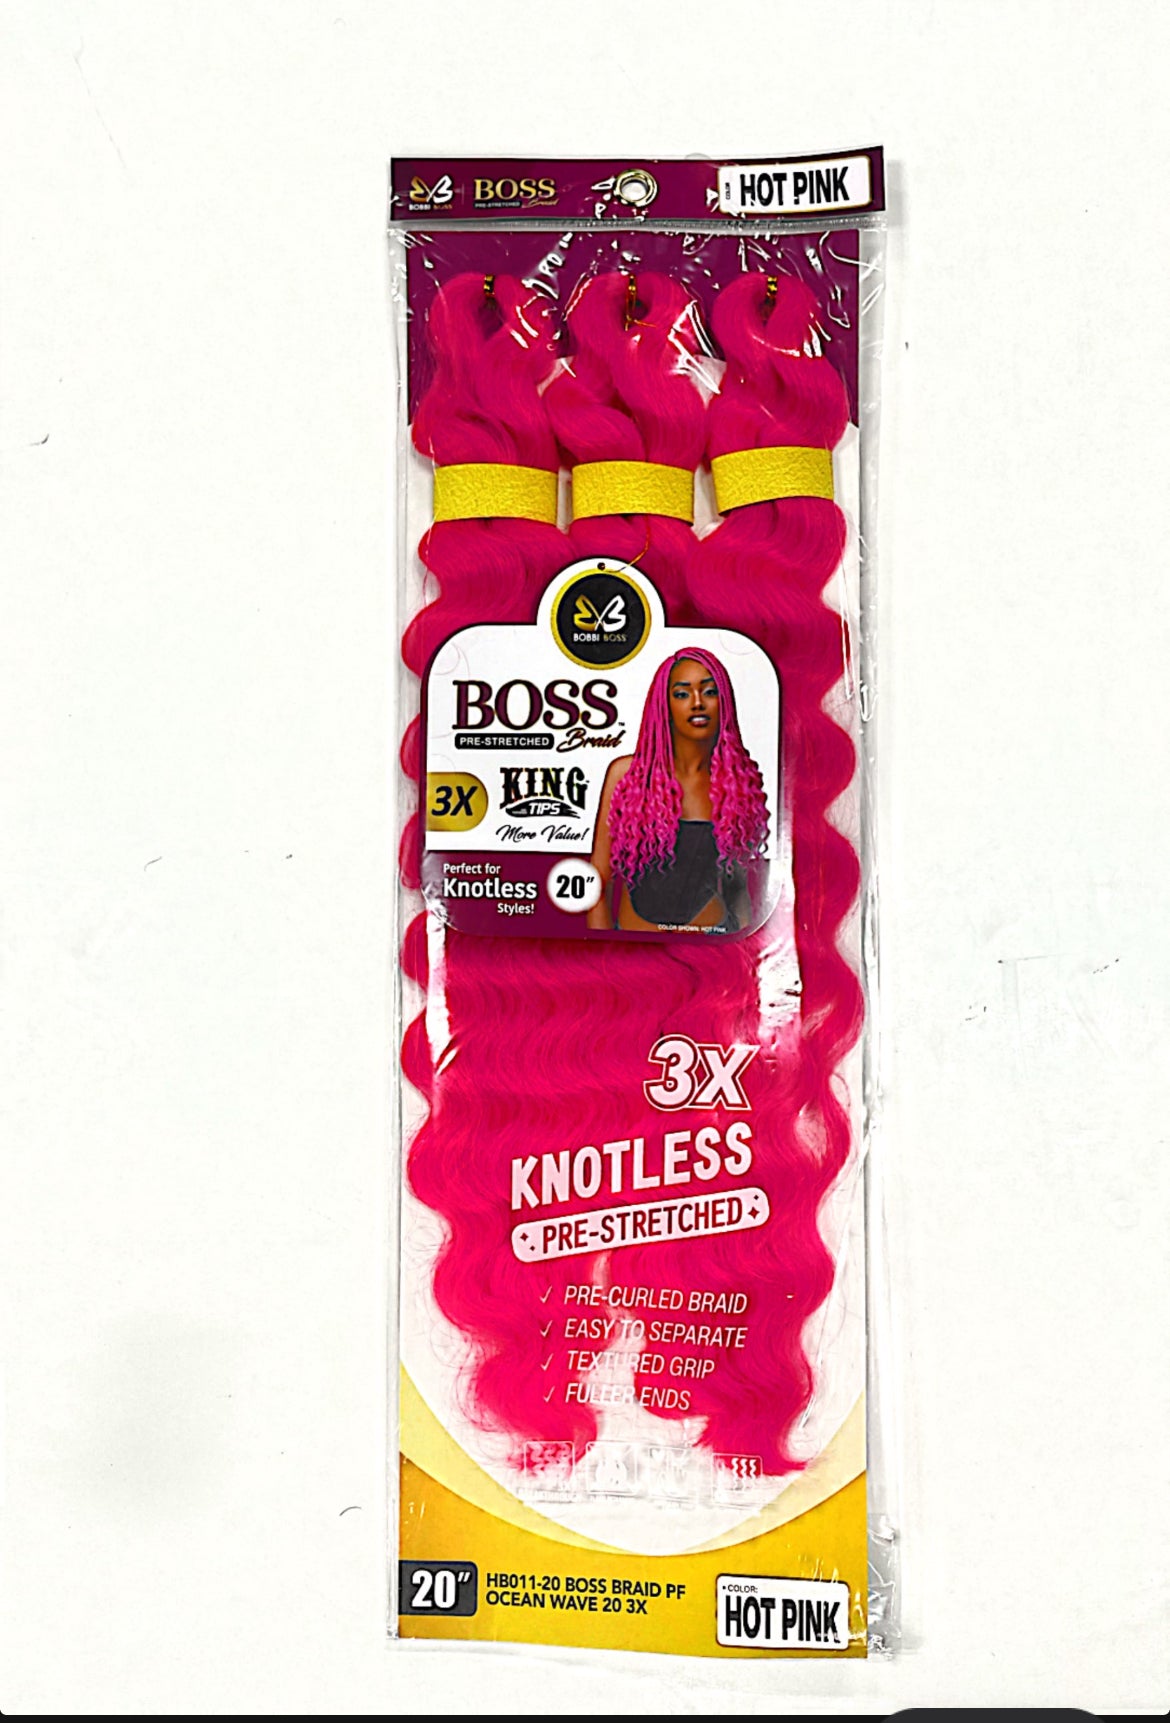 BOBBI BOSS
BOSS
PRE-STRETCHED Braid
COLOR:
HOT PINK
BOBBI BOSS
BOSS™
PRE-STRETCHED Braid
3X
KING
TIPS
More Value!
Perfect for
Knotless
Styles!
20"
COLOR SHOWN: HOT PINK
3X
KNOTLESS
PRE-STRETCHED
✓ PRE-CURLED BRAID
✓ EASY TO SEPARATE
✓ TEXTURED GRIP
✓ FULLER ENDS
20"
HB011-20 BOSS BRAID PF
OCEAN WAVE 20 3X
• COLOR:
HOT PINK